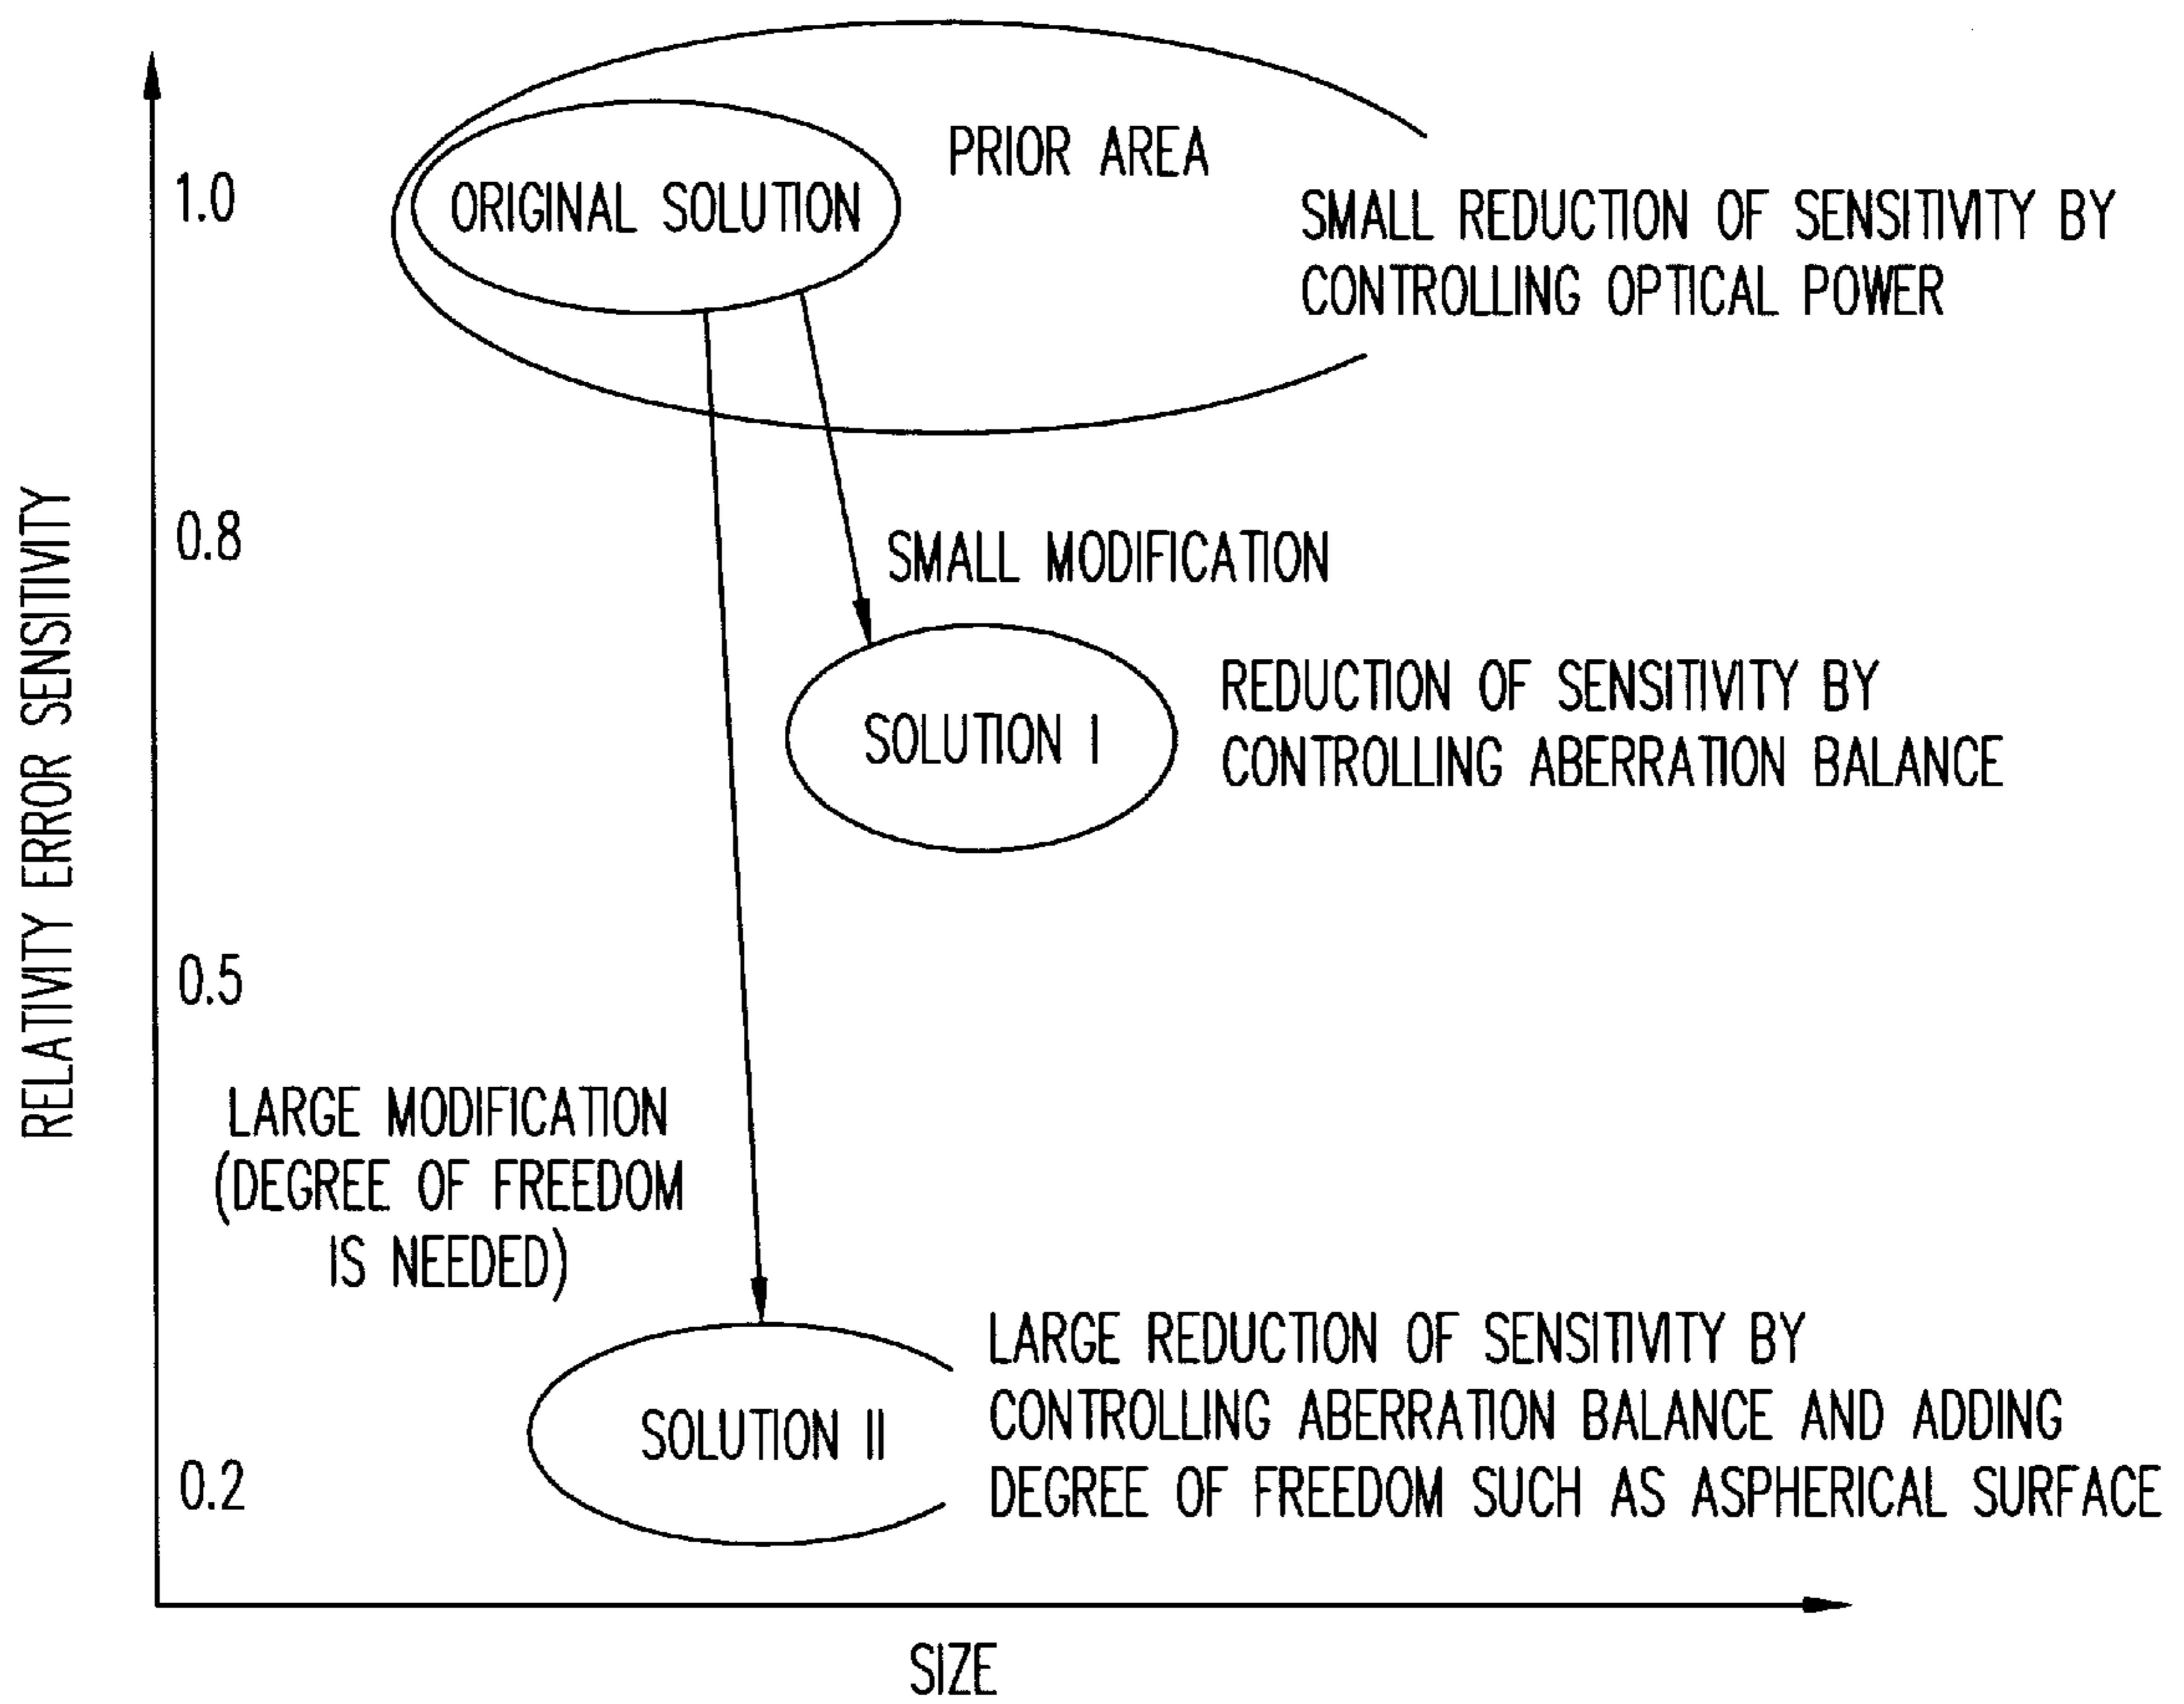 PRIOR AREA
1.0
ORIGINAL SOLUTION
SMALL REDUCTION OF SENSITIVITY BY
CONTROLLING OPTICAL POWER
RELATIVITY ERROR SENSITIVITY
0.8
SMALL MODIFICATION
SOLUTION I
REDUCTION OF SENSITIVITY BY
CONTROLLING ABERRATION BALANCE
0.5
LARGE MODIFICATION
(DEGREE OF FREEDOM
IS NEEDED)
SOLUTION II
LARGE REDUCTION OF SENSITIVITY BY
CONTROLLING ABERRATION BALANCE AND ADDING
DEGREE OF FREEDOM SUCH AS ASPHERICAL SURFACE
0.2
SIZE